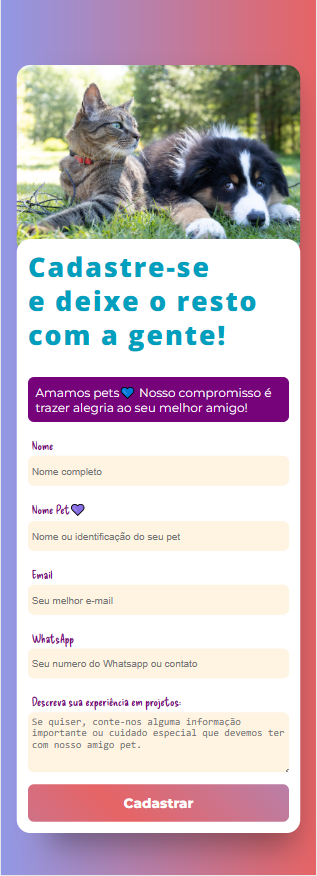 Cadastre-se
e deixe o resto
com a gente!
Amamos pets💙 Nosso compromisso é
trazer alegria ao seu melhor amigo!
Nome
Nome completo
Nome Pet💜
Nome ou identificação do seu pet
Email
Seu melhor e-mail
WhatsApp
Seu numero do Whatsapp ou contato
Descreva sua experiência em projetos:
Se quiser, conte-nos alguma informação
importante ou cuidado especial que devemos ter
com nosso amigo pet.
Cadastrar